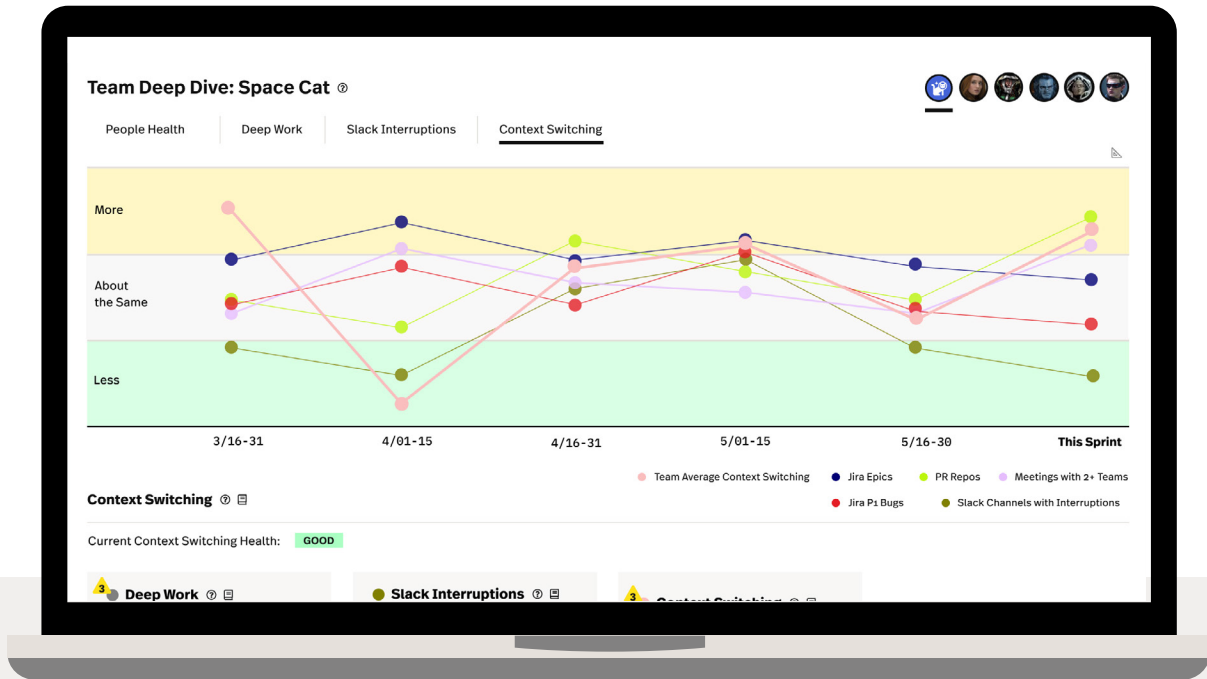 Team Deep Dive: Space Cat ?
People Health
Deep Work
Slack Interruptions
Context Switching
More
About
the Same
Less
3/16-31
4/01-15
4/16-31
5/01-15
5/16-30
This Sprint
Team Average Context Switching
Jira Epics
PR Repos
Meetings with 2+ Teams
Jira P1 Bugs
Slack Channels with Interruptions
Context Switching ?
Current Context Switching Health: GOOD
3 Deep Work ?
Slack Interruptions ?
3 Context Switching